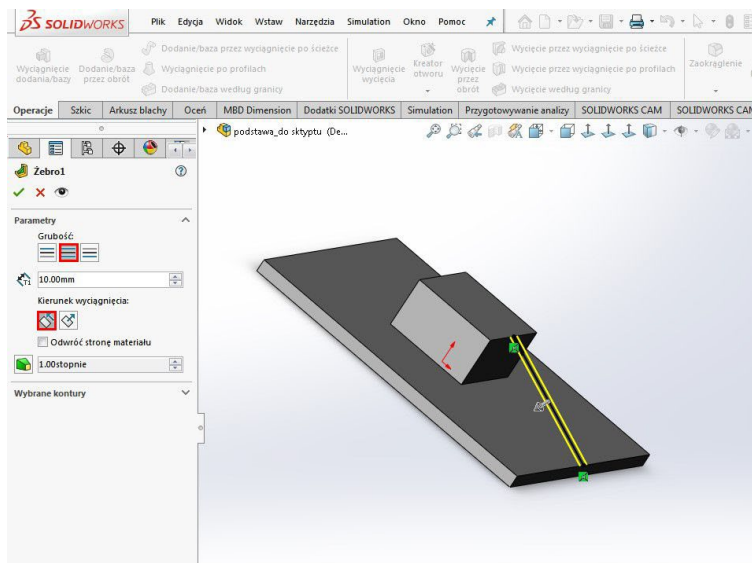 SOLIDWORKS Plik Edycja Widok Wstaw Narzędzia Simulation Okno Pomoc
Wyciągnięcie dodania/bazy
Dodanie/baza przez obrót
Dodanie/baza przez wyciągnięcie po ścieżce
Wyciągnięcie po profilach
Dodanie/baza według granicy
Wyciągnięcie wycięcia
Kreator otworu
Wycięcie przez obrót
Wycięcie przez wyciągnięcie po ścieżce
Wycięcie przez wyciągnięcie po profilach
Wycięcie według granicy
Zaokrąglenie
Operacje Szkic Arkusz blachy Oceń MBD Dimension Dodatki SOLIDWORKS Simulation Przygotowywanie analizy SOLIDWORKS CAM SOLIDWORKS CAM
podstawa_do sktyptu (De...
Żebro1
Parametry
Grubość:
T1 10.00mm
Kierunek wyciągnięcia:
Odwróć stronę materiału
1.00stopnie
Wybrane kontury